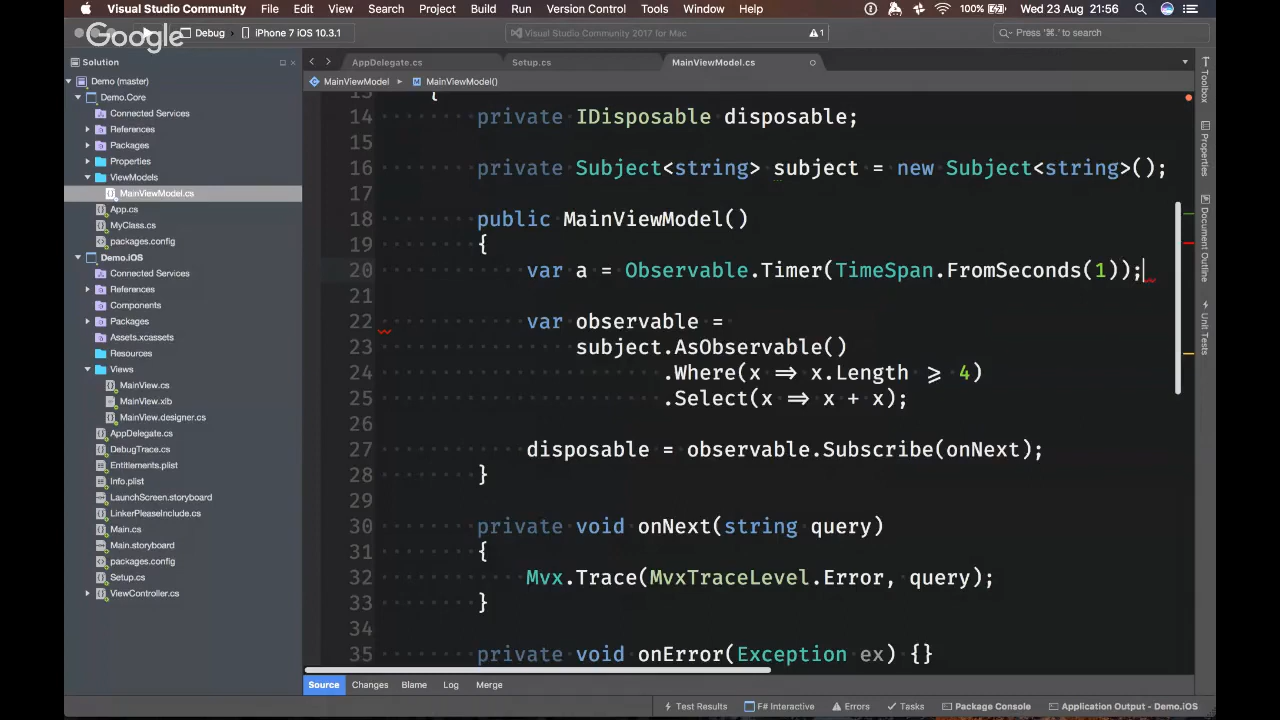 Visual Studio Community File Edit View Search Project Build Run Version Control Tools Window Help 100% Wed 23 Aug 21:56
Google
Debug iPhone 7 iOS 10.3.1 Visual Studio Community 2017 for Mac 1 Press '⌘.' to search
Solution
AppDelegate.cs Setup.cs MainViewModel.cs
MainViewModel MainViewModel()
Demo (master)
Demo.Core
Connected Services
References
Packages
Properties
ViewModels
MainViewModel.cs
App.cs
MyClass.cs
packages.config
Demo.iOS
Connected Services
References
Components
Packages
Assets.xcassets
Resources
Views
MainView.cs
MainView.xib
MainView.designer.cs
AppDelegate.cs
DebugTrace.cs
Entitlements.plist
Info.plist
LaunchScreen.storyboard
LinkerPleaseInclude.cs
Main.cs
Main.storyboard
packages.config
Setup.cs
ViewController.cs
13 {
14 private IDisposable disposable;
15
16 private Subject<string> subject = new Subject<string>();
17
18 public MainViewModel()
19 {
20 var a = Observable.Timer(TimeSpan.FromSeconds(1));
21
22 var observable =
23 subject.AsObservable()
24 .Where(x => x.Length >= 4)
25 .Select(x => x + x);
26
27 disposable = observable.Subscribe(onNext);
28 }
29
30 private void onNext(string query)
31 {
32 Mvx.Trace(MvxTraceLevel.Error, query);
33 }
34
35 private void onError(Exception ex) {}
Toolbox
Properties
Document Outline
Unit Tests
Source Changes Blame Log Merge
Test Results F# Interactive Errors Tasks Package Console Application Output - Demo.iOS